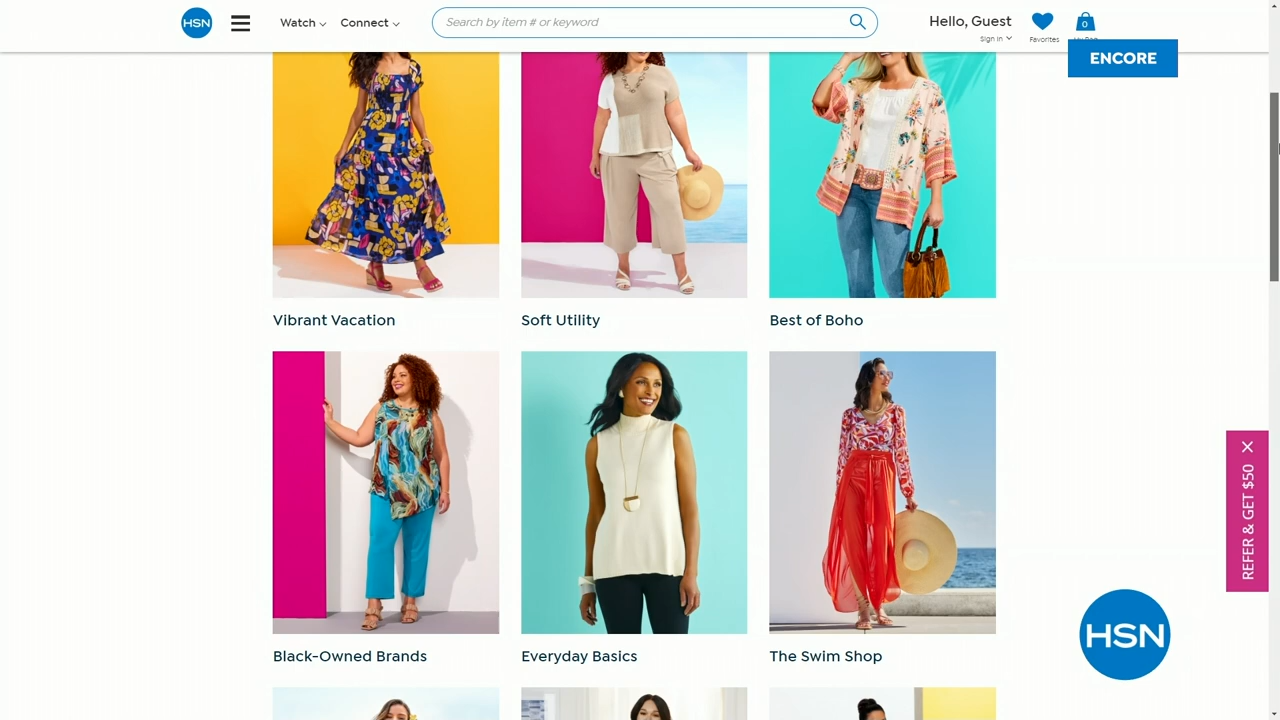 HSN
Watch
Connect
Search by item # or keyword
Hello, Guest
Sign in
Favorites
0
ENCORE
Vibrant Vacation
Soft Utility
Best of Boho
REFER & GET $50
Black-Owned Brands
Everyday Basics
The Swim Shop
HSN